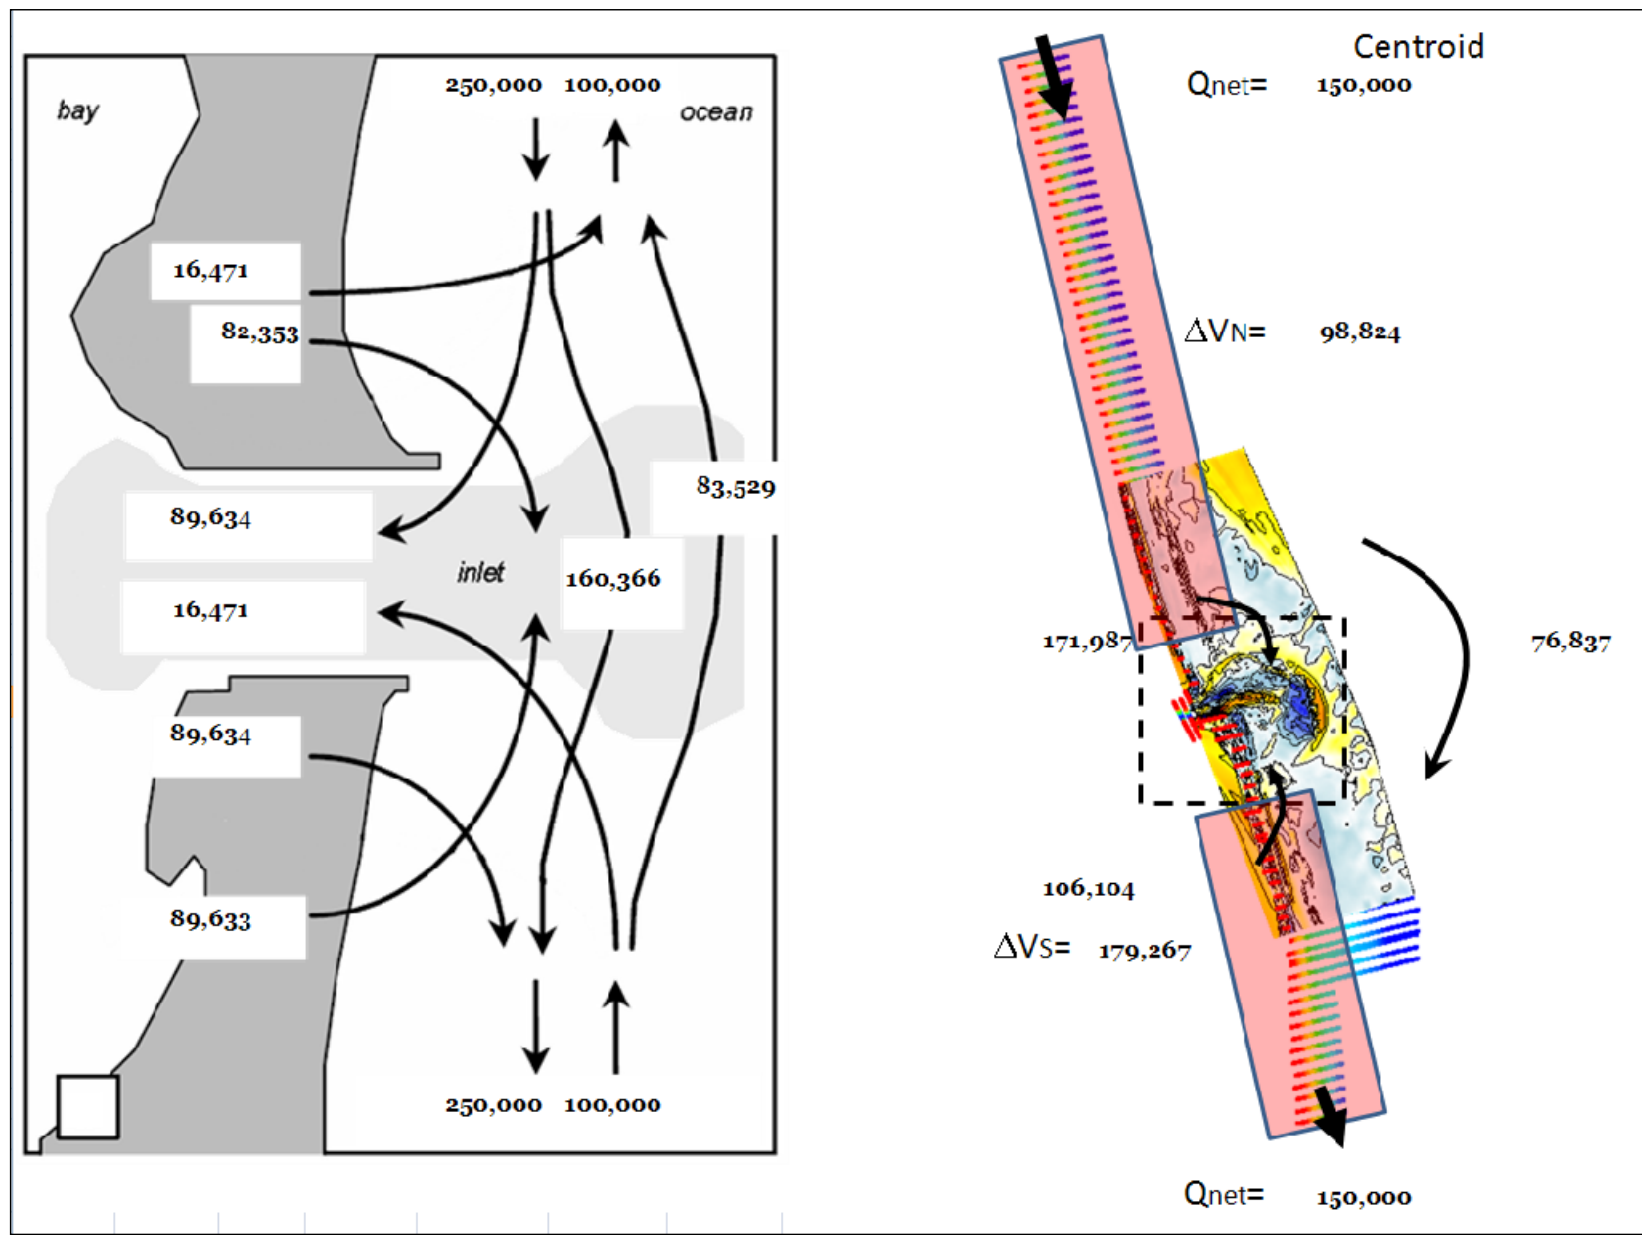 250,000 100,000
bay
ocean
16,471
82,353
83,529
89,634
inlet
160,366
16,471
89,634
89,633
250,000 100,000
Centroid
Qnet= 150,000
ΔVN= 98,824
171,987
76,837
106,104
ΔVS= 179,267
Qnet= 150,000